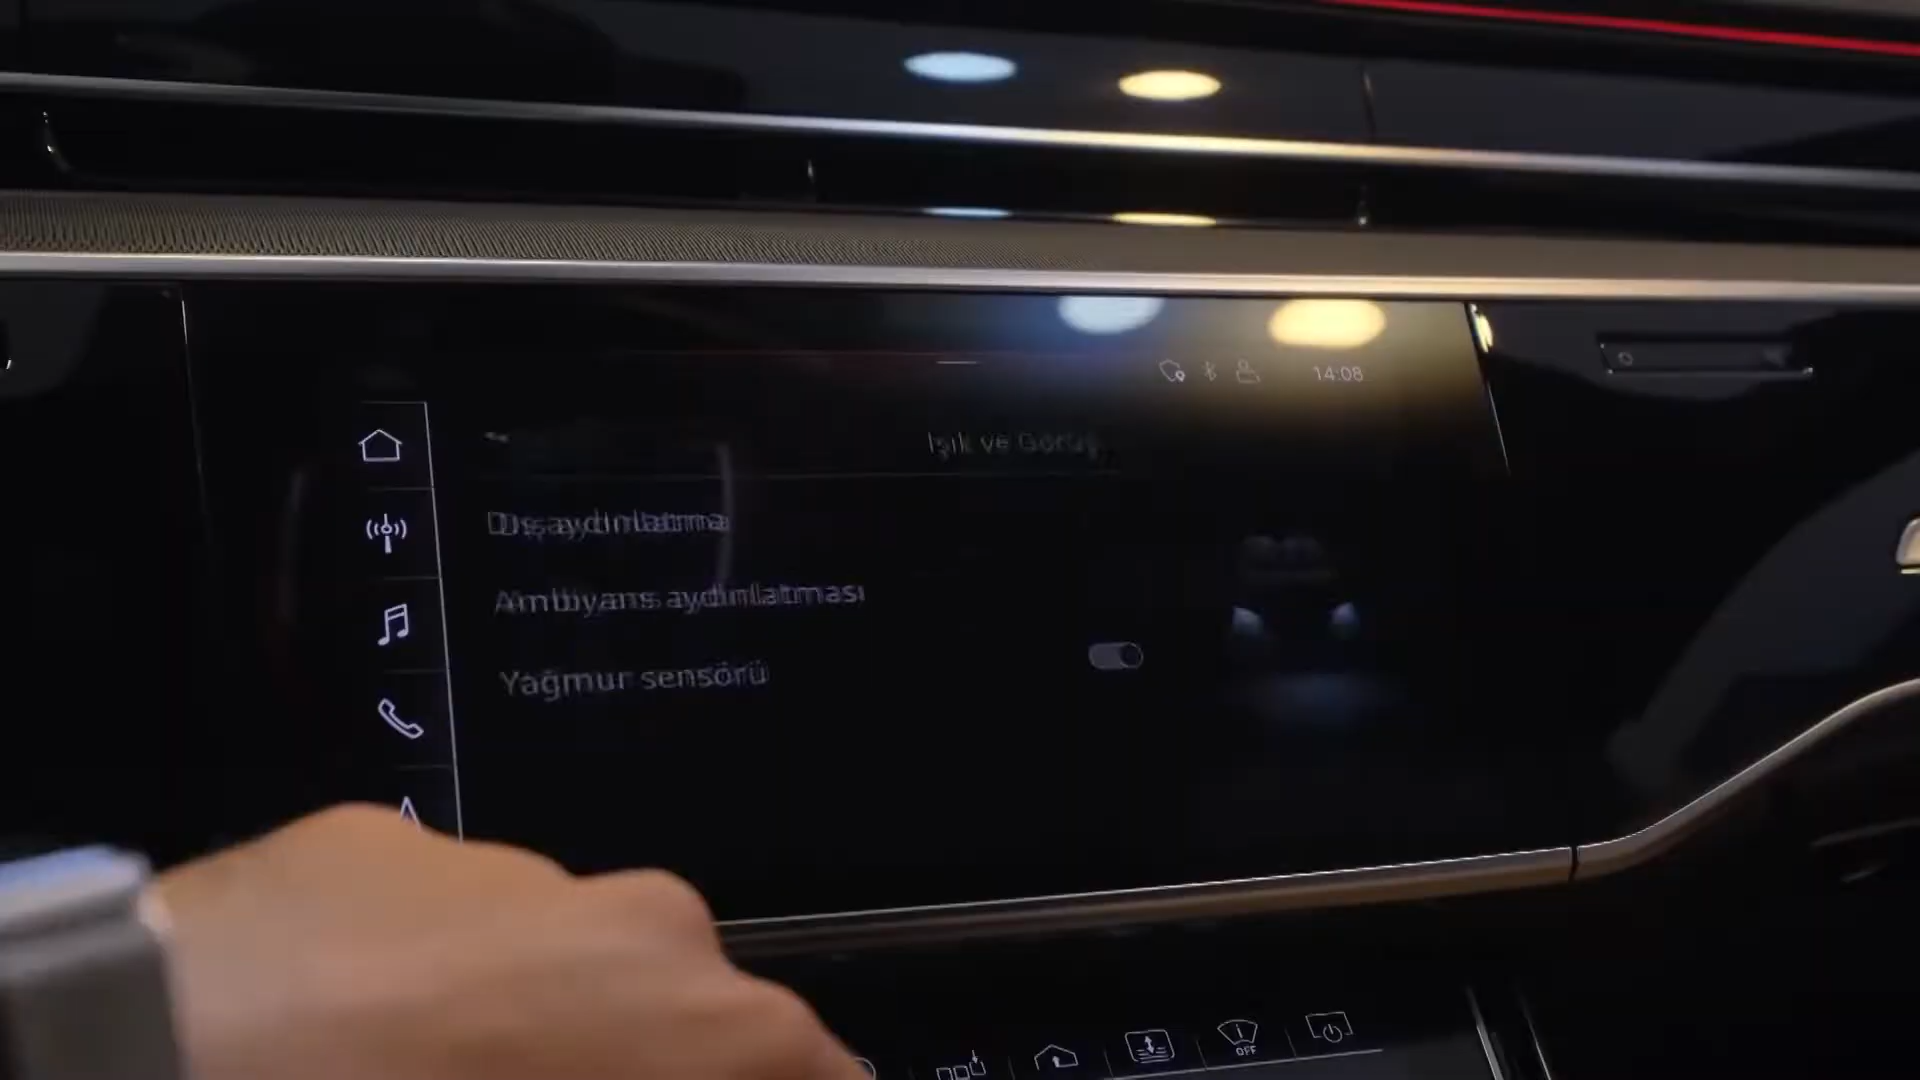 14:08
Işık ve Görüş
Dış aydınlatma
Ambiyans aydınlatması
Yağmur sensörü
OFF